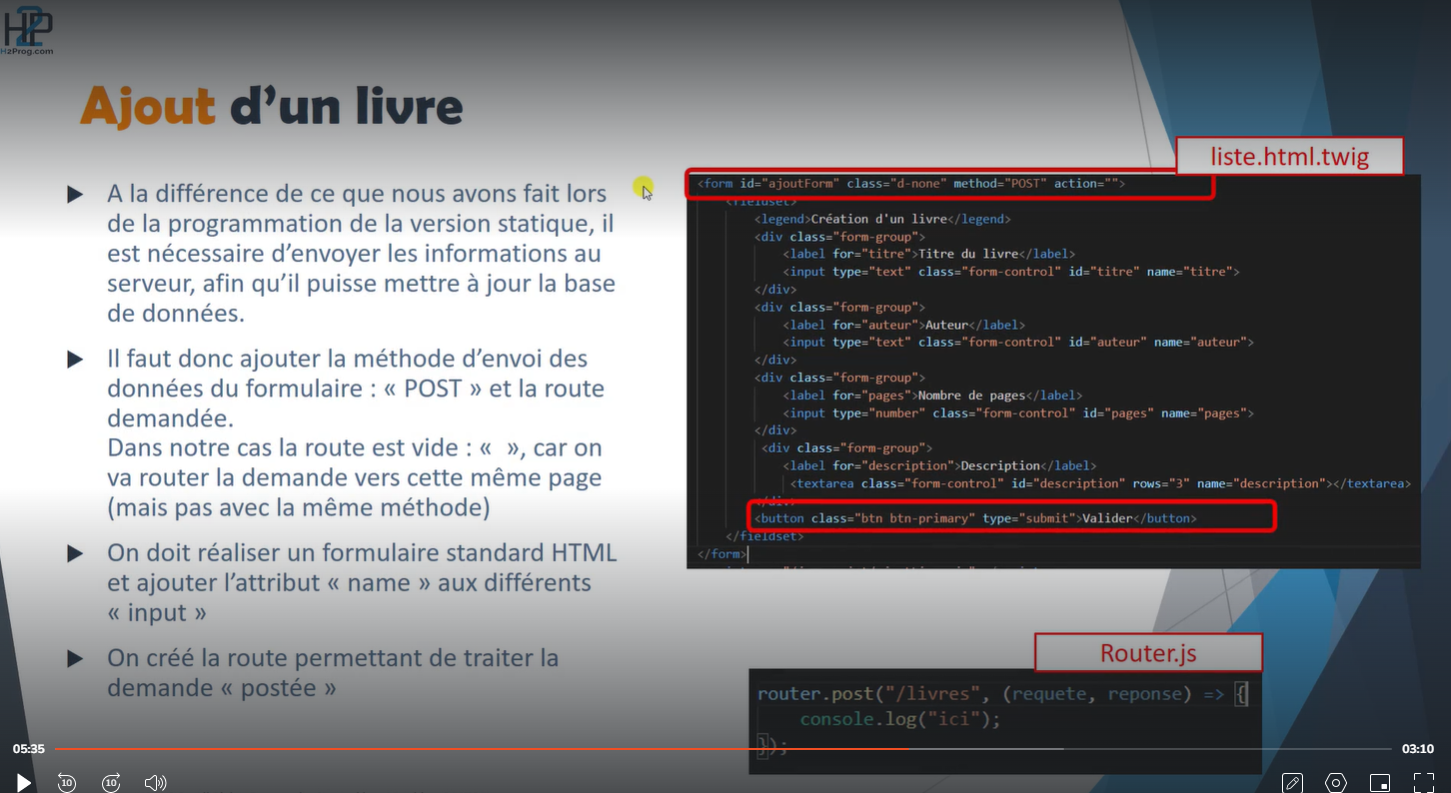 H2P
H2Prog.com
Ajout d’un livre
A la différence de ce que nous avons fait lors
de la programmation de la version statique, il
est nécessaire d’envoyer les informations au
serveur, afin qu’il puisse mettre à jour la base
de données.
Il faut donc ajouter la méthode d’envoi des
données du formulaire : « POST » et la route
demandée.
Dans notre cas la route est vide : «  », car on
va router la demande vers cette même page
(mais pas avec la même méthode)
On doit réaliser un formulaire standard HTML
et ajouter l’attribut « name » aux différents
« input »
On créé la route permettant de traiter la
demande « postée »
liste.html.twig
<form id="ajoutForm" class="d-none" method="POST" action="">
<fieldset>
<legend>Création d'un livre</legend>
<div class="form-group">
<label for="titre">Titre du livre</label>
<input type="text" class="form-control" id="titre" name="titre">
</div>
<div class="form-group">
<label for="auteur">Auteur</label>
<input type="text" class="form-control" id="auteur" name="auteur">
</div>
<div class="form-group">
<label for="pages">Nombre de pages</label>
<input type="number" class="form-control" id="pages" name="pages">
</div>
<div class="form-group">
<label for="description">Description</label>
<textarea class="form-control" id="description" rows="3" name="description"></textarea>
</div>
<button class="btn btn-primary" type="submit">Valider</button>
</fieldset>
</form>
Router.js
router.post("/livres", (requete, reponse) => {
console.log("ici");
});
05:35
03:10
10
10